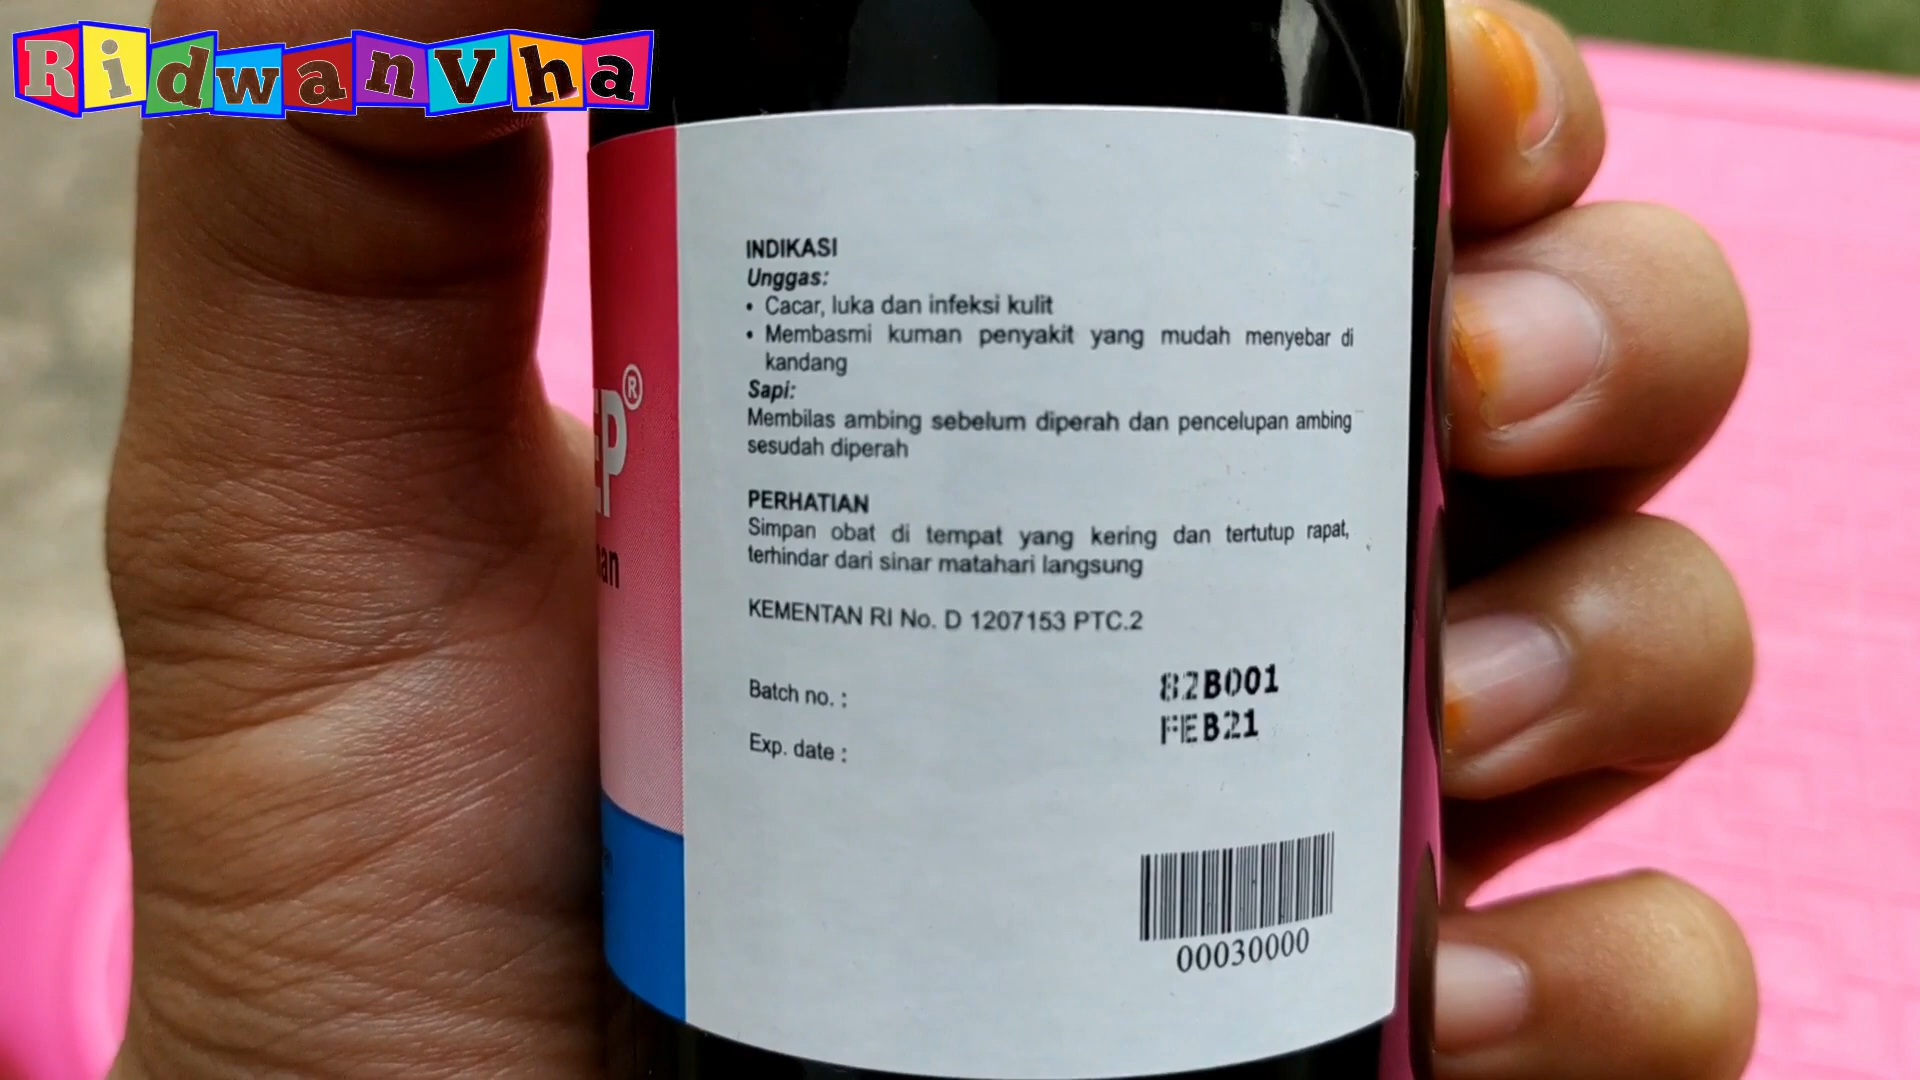 RidwanVha
INDIKASI
Unggas:
• Cacar, luka dan infeksi kulit
• Membasmi kuman penyakit yang mudah menyebar di
kandang
Sapi:
Membilas ambing sebelum diperah dan pencelupan ambing
sesudah diperah
PERHATIAN
Simpan obat di tempat yang kering dan tertutup rapat,
terhindar dari sinar matahari langsung
KEMENTAN RI No. D 1207153 PTC.2
Batch no. : 82B001
Exp. date : FEB21
00030000
EP®